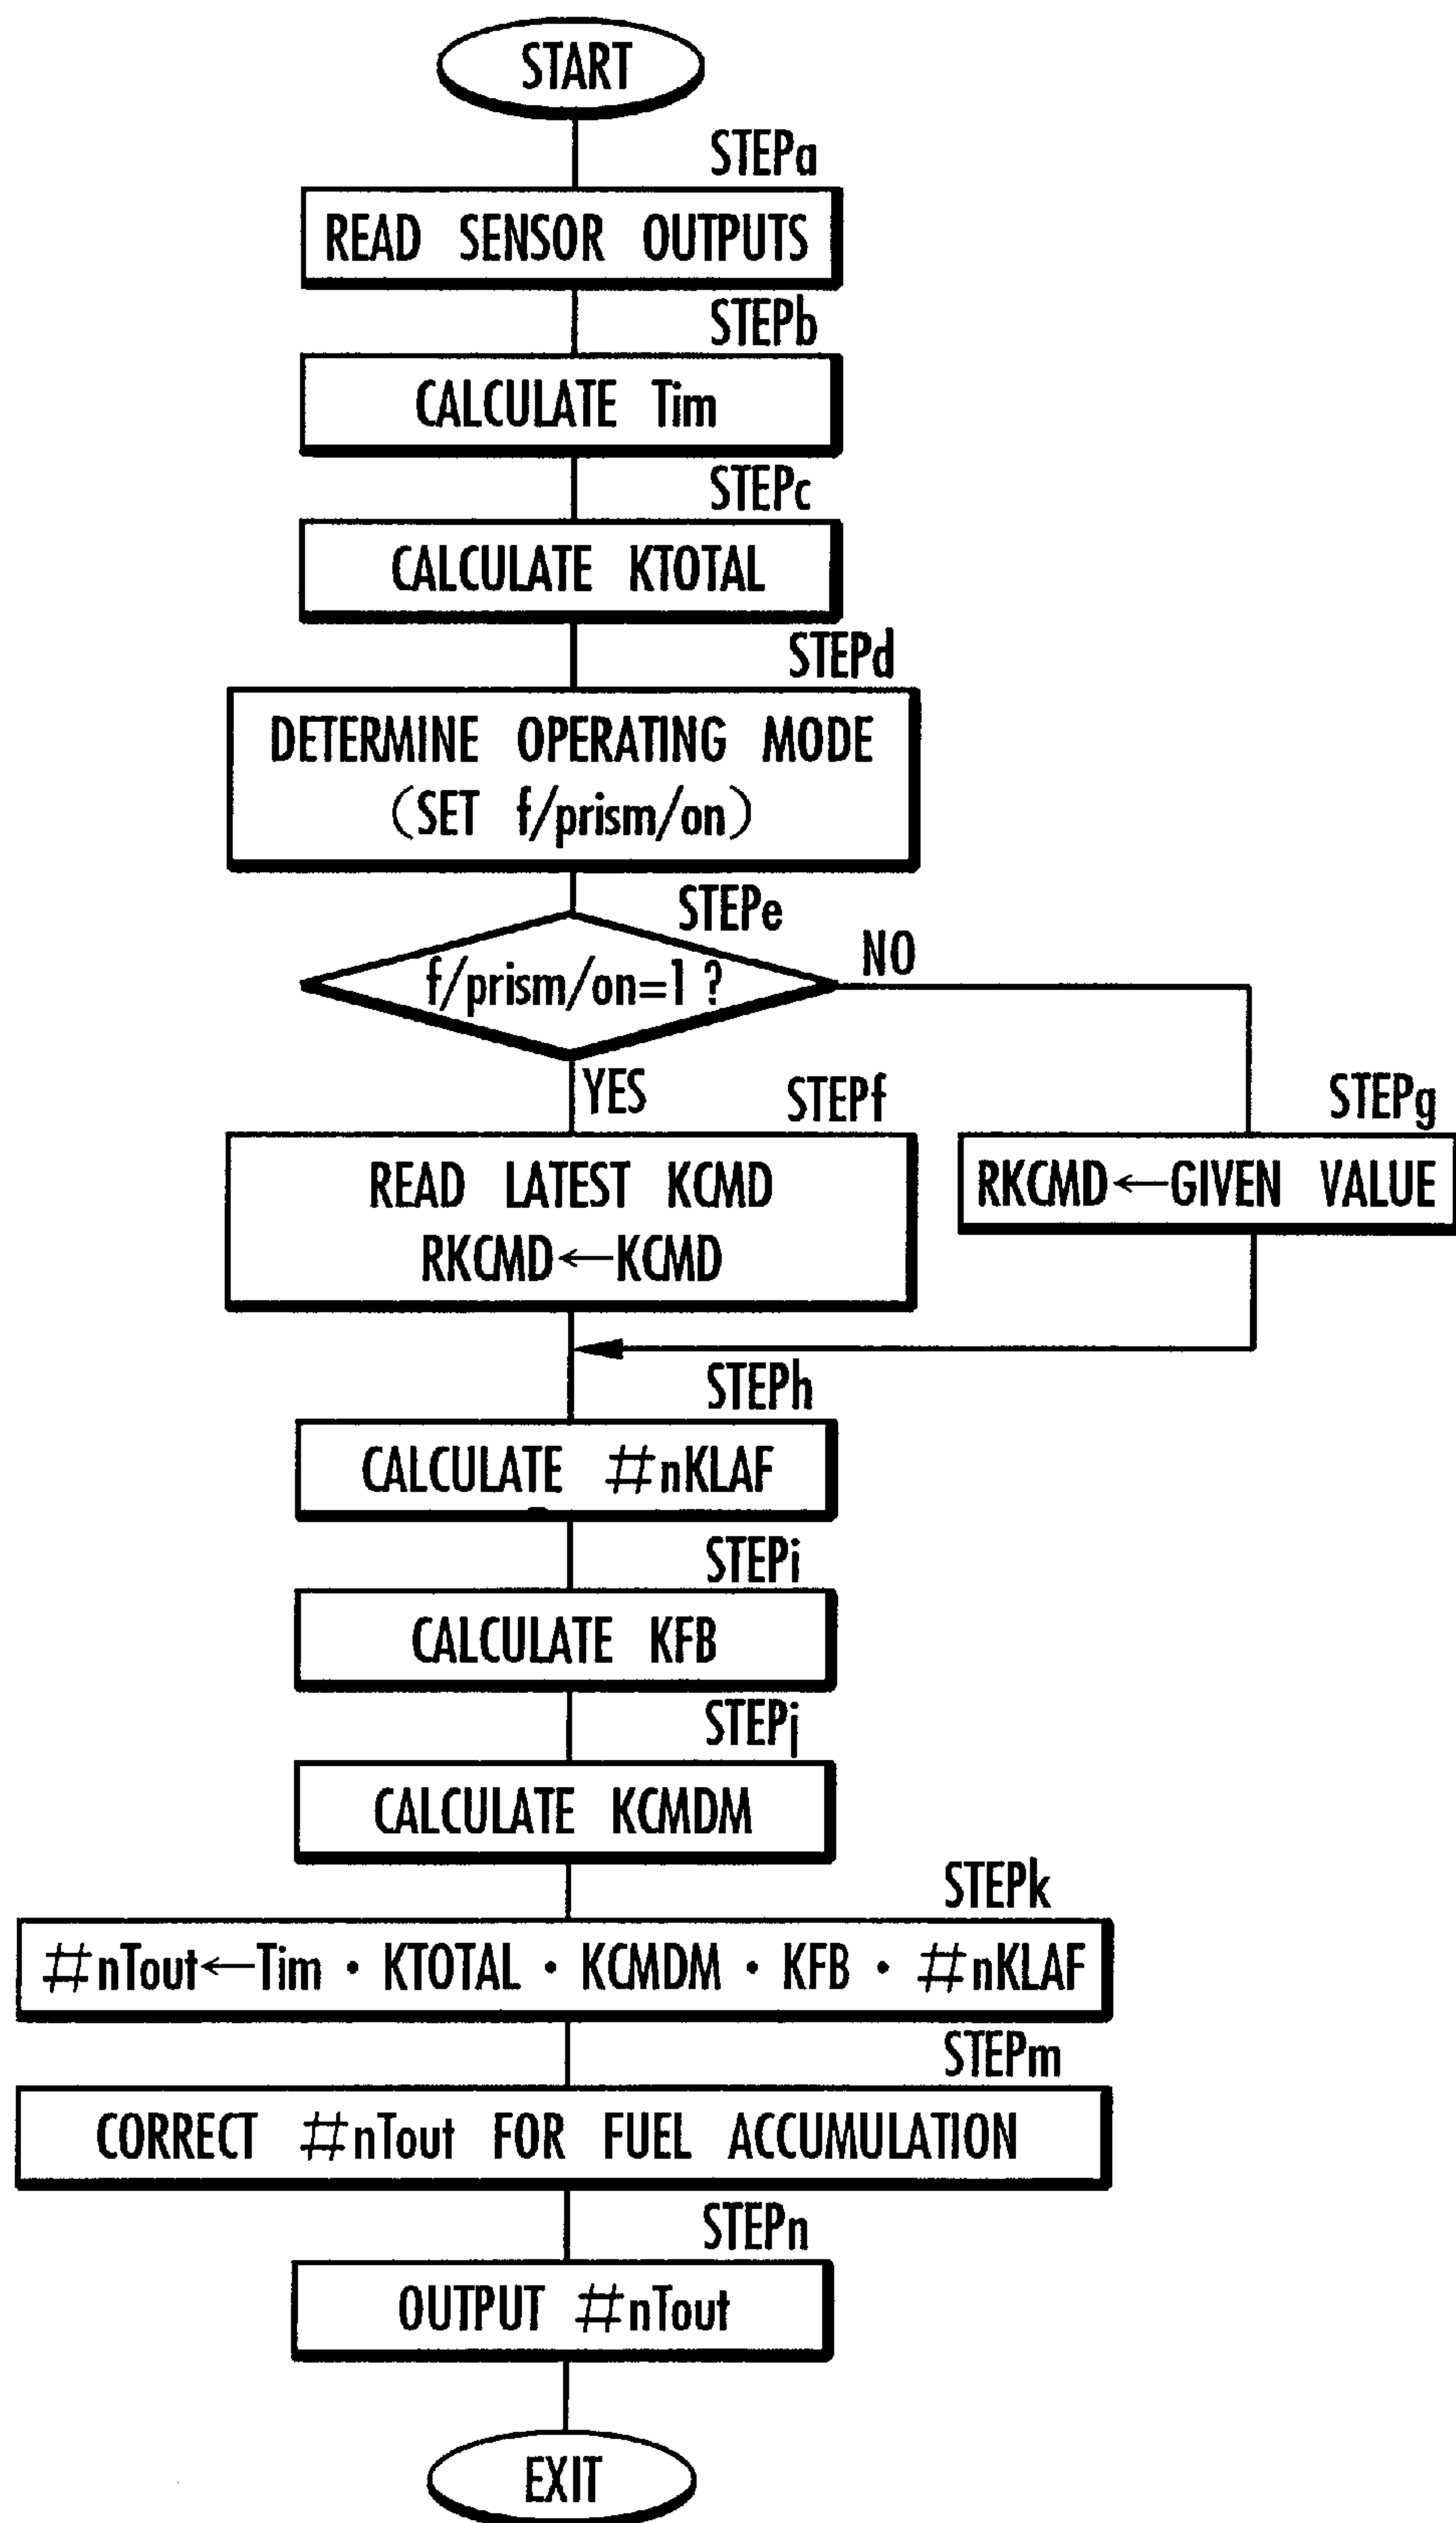 START
STEPa
READ SENSOR OUTPUTS
STEPb
CALCULATE Tim
STEPc
CALCULATE KTOTAL
STEPd
DETERMINE OPERATING MODE
(SET f/prism/on)
STEPe
f/prism/on=1 ?
NO
YES
STEPf
READ LATEST KCMD
RKCMD←KCMD
STEPg
RKCMD←GIVEN VALUE
STEPh
CALCULATE #nKLAF
STEPi
CALCULATE KFB
STEPj
CALCULATE KCMDM
STEPk
#nTout←Tim · KTOTAL · KCMDM · KFB · #nKLAF
STEPm
CORRECT #nTout FOR FUEL ACCUMULATION
STEPn
OUTPUT #nTout
EXIT